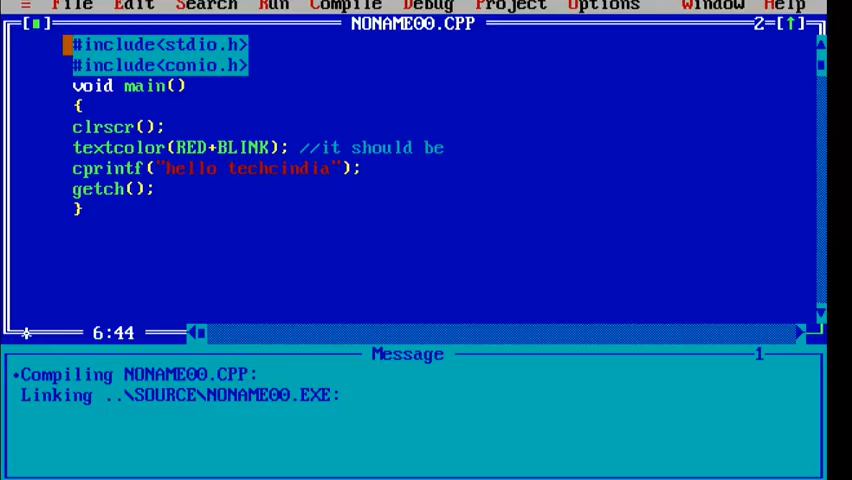 ≡ File Edit Search Run Compile Debug Project Options Window Help
[■] NONAME00.CPP 2=[↑]
#include<stdio.h>
#include<conio.h>
void main()
{
clrscr();
textcolor(RED+BLINK); //it should be
cprintf("hello techcindia");
getch();
}
6:44
Message 1
•Compiling NONAME00.CPP:
Linking ..\SOURCE\NONAME00.EXE: